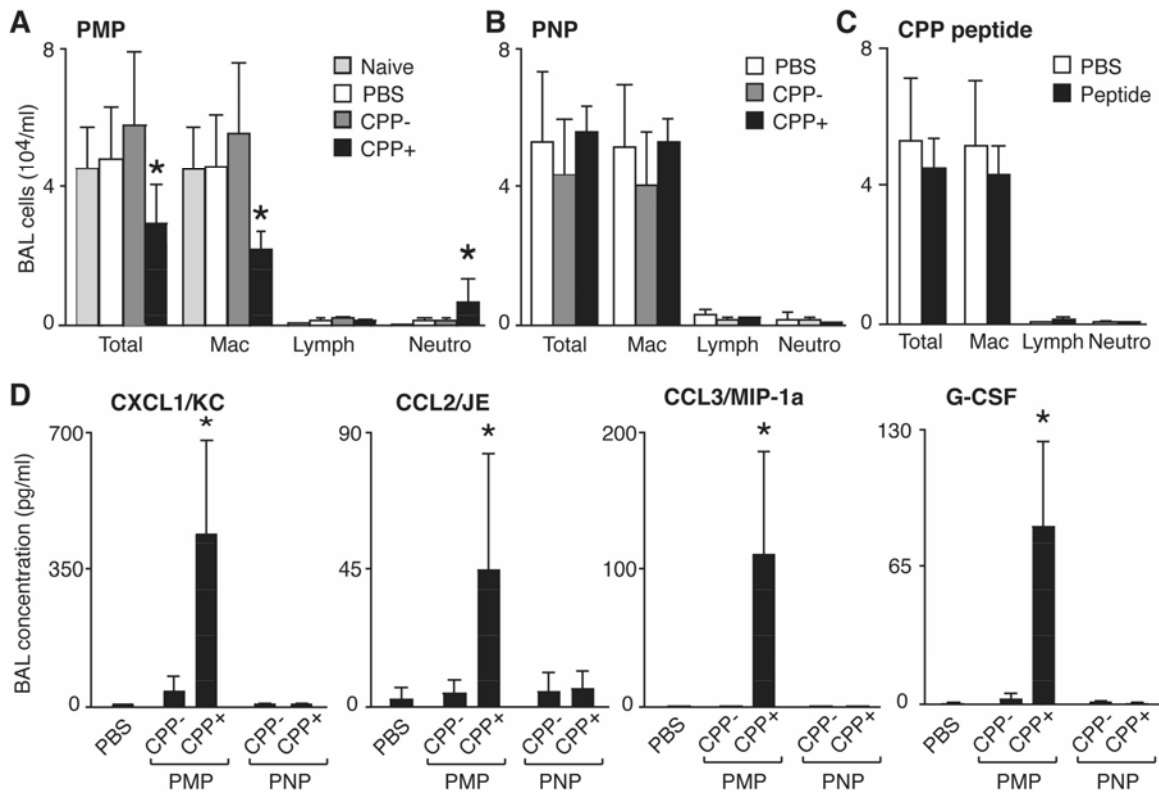 A PMP
8
4
0
BAL cells (10⁴/ml)
Naive
PBS
CPP-
CPP+
*
*
*
Total Mac Lymph Neutro
B PNP
8
4
0
PBS
CPP-
CPP+
Total Mac Lymph Neutro
C CPP peptide
8
4
0
PBS
Peptide
Total Mac Lymph Neutro
D
BAL concentration (pg/ml)
CXCL1/KC
*
700
350
0
PBS CPP- CPP+ CPP- CPP+
PMP PNP
CCL2/JE
*
90
45
0
PBS CPP- CPP+ CPP- CPP+
PMP PNP
CCL3/MIP-1a
*
200
100
0
PBS CPP- CPP+ CPP- CPP+
PMP PNP
G-CSF
*
130
65
0
PBS CPP- CPP+ CPP- CPP+
PMP PNP